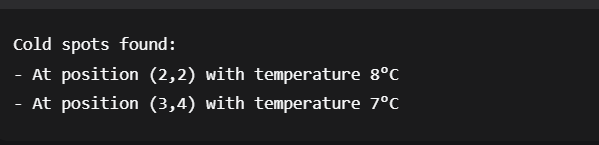 Cold spots found:
- At position (2,2) with temperature 8°C
- At position (3,4) with temperature 7°C